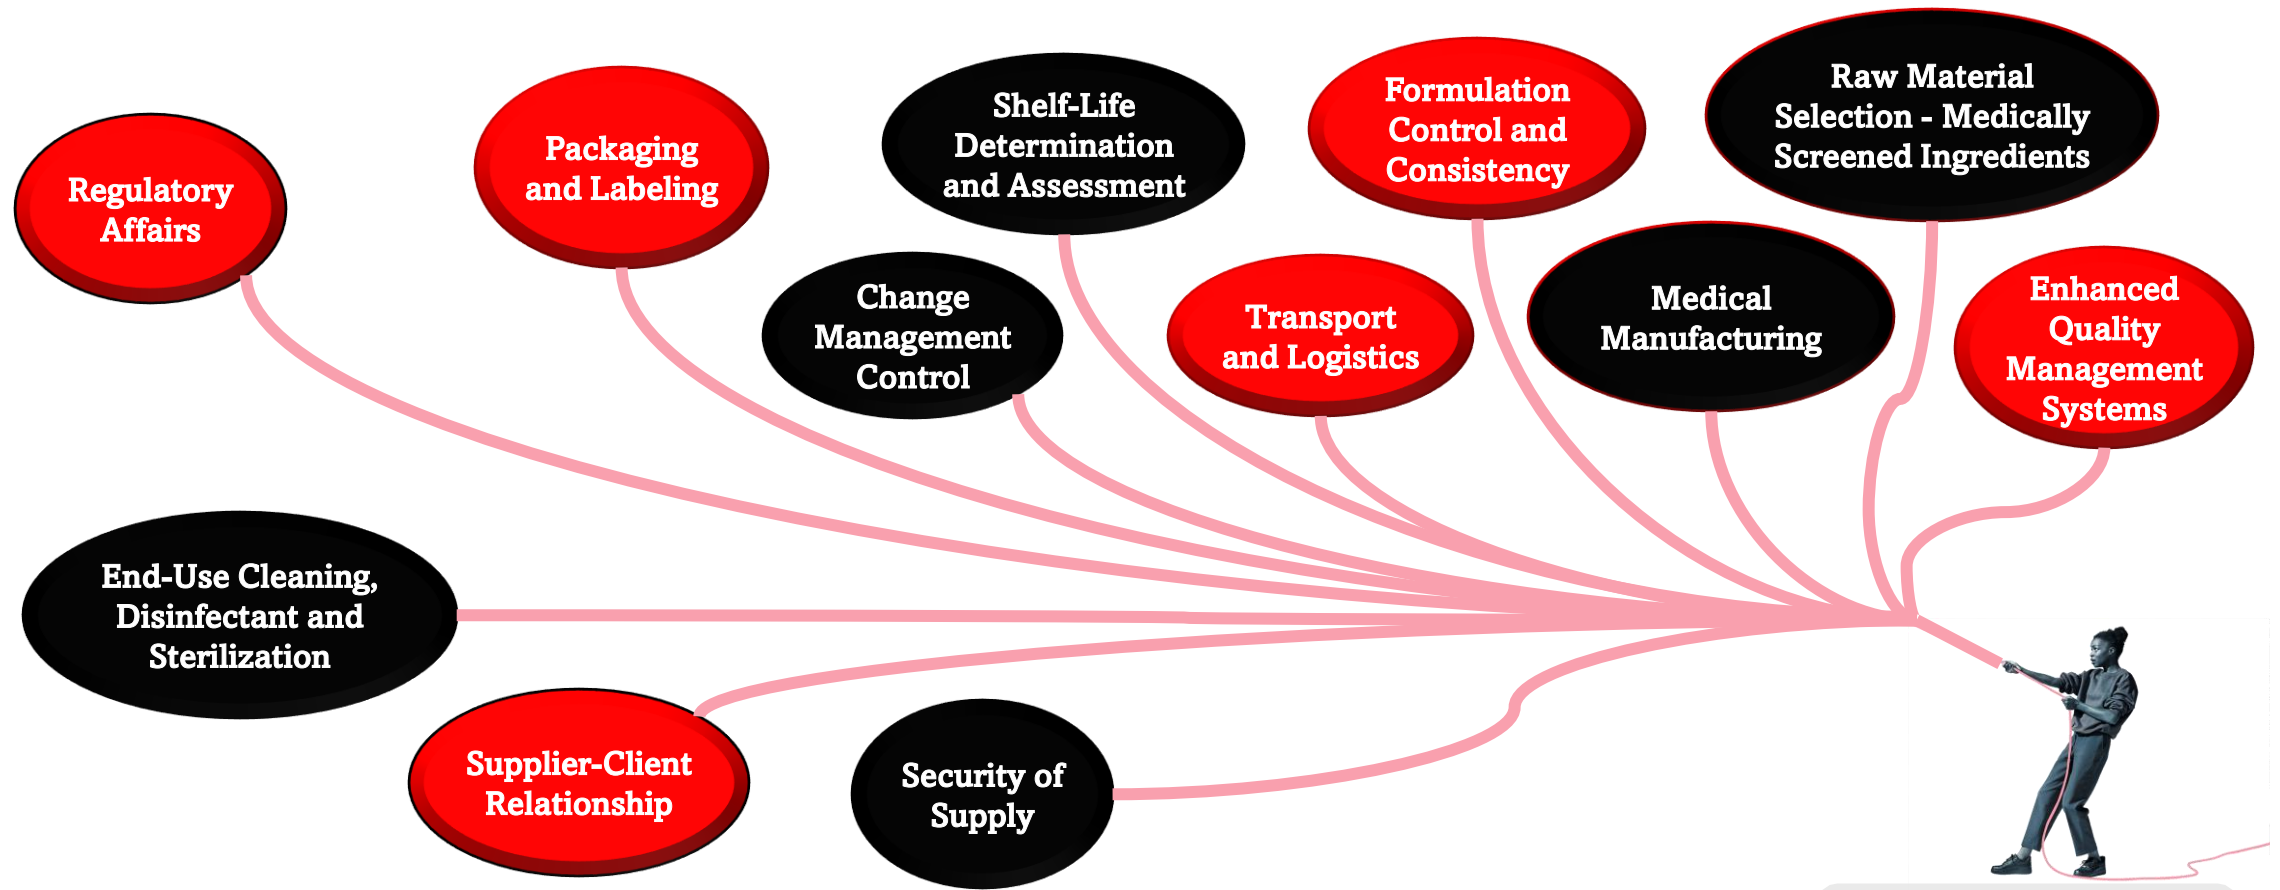 Regulatory
Affairs
Packaging
and Labeling
Shelf-Life
Determination
and Assessment
Formulation
Control and
Consistency
Raw Material
Selection - Medically
Screened Ingredients
Change
Management
Control
Transport
and Logistics
Medical
Manufacturing
Enhanced
Quality
Management
Systems
End-Use Cleaning,
Disinfectant and
Sterilization
Supplier-Client
Relationship
Security of
Supply